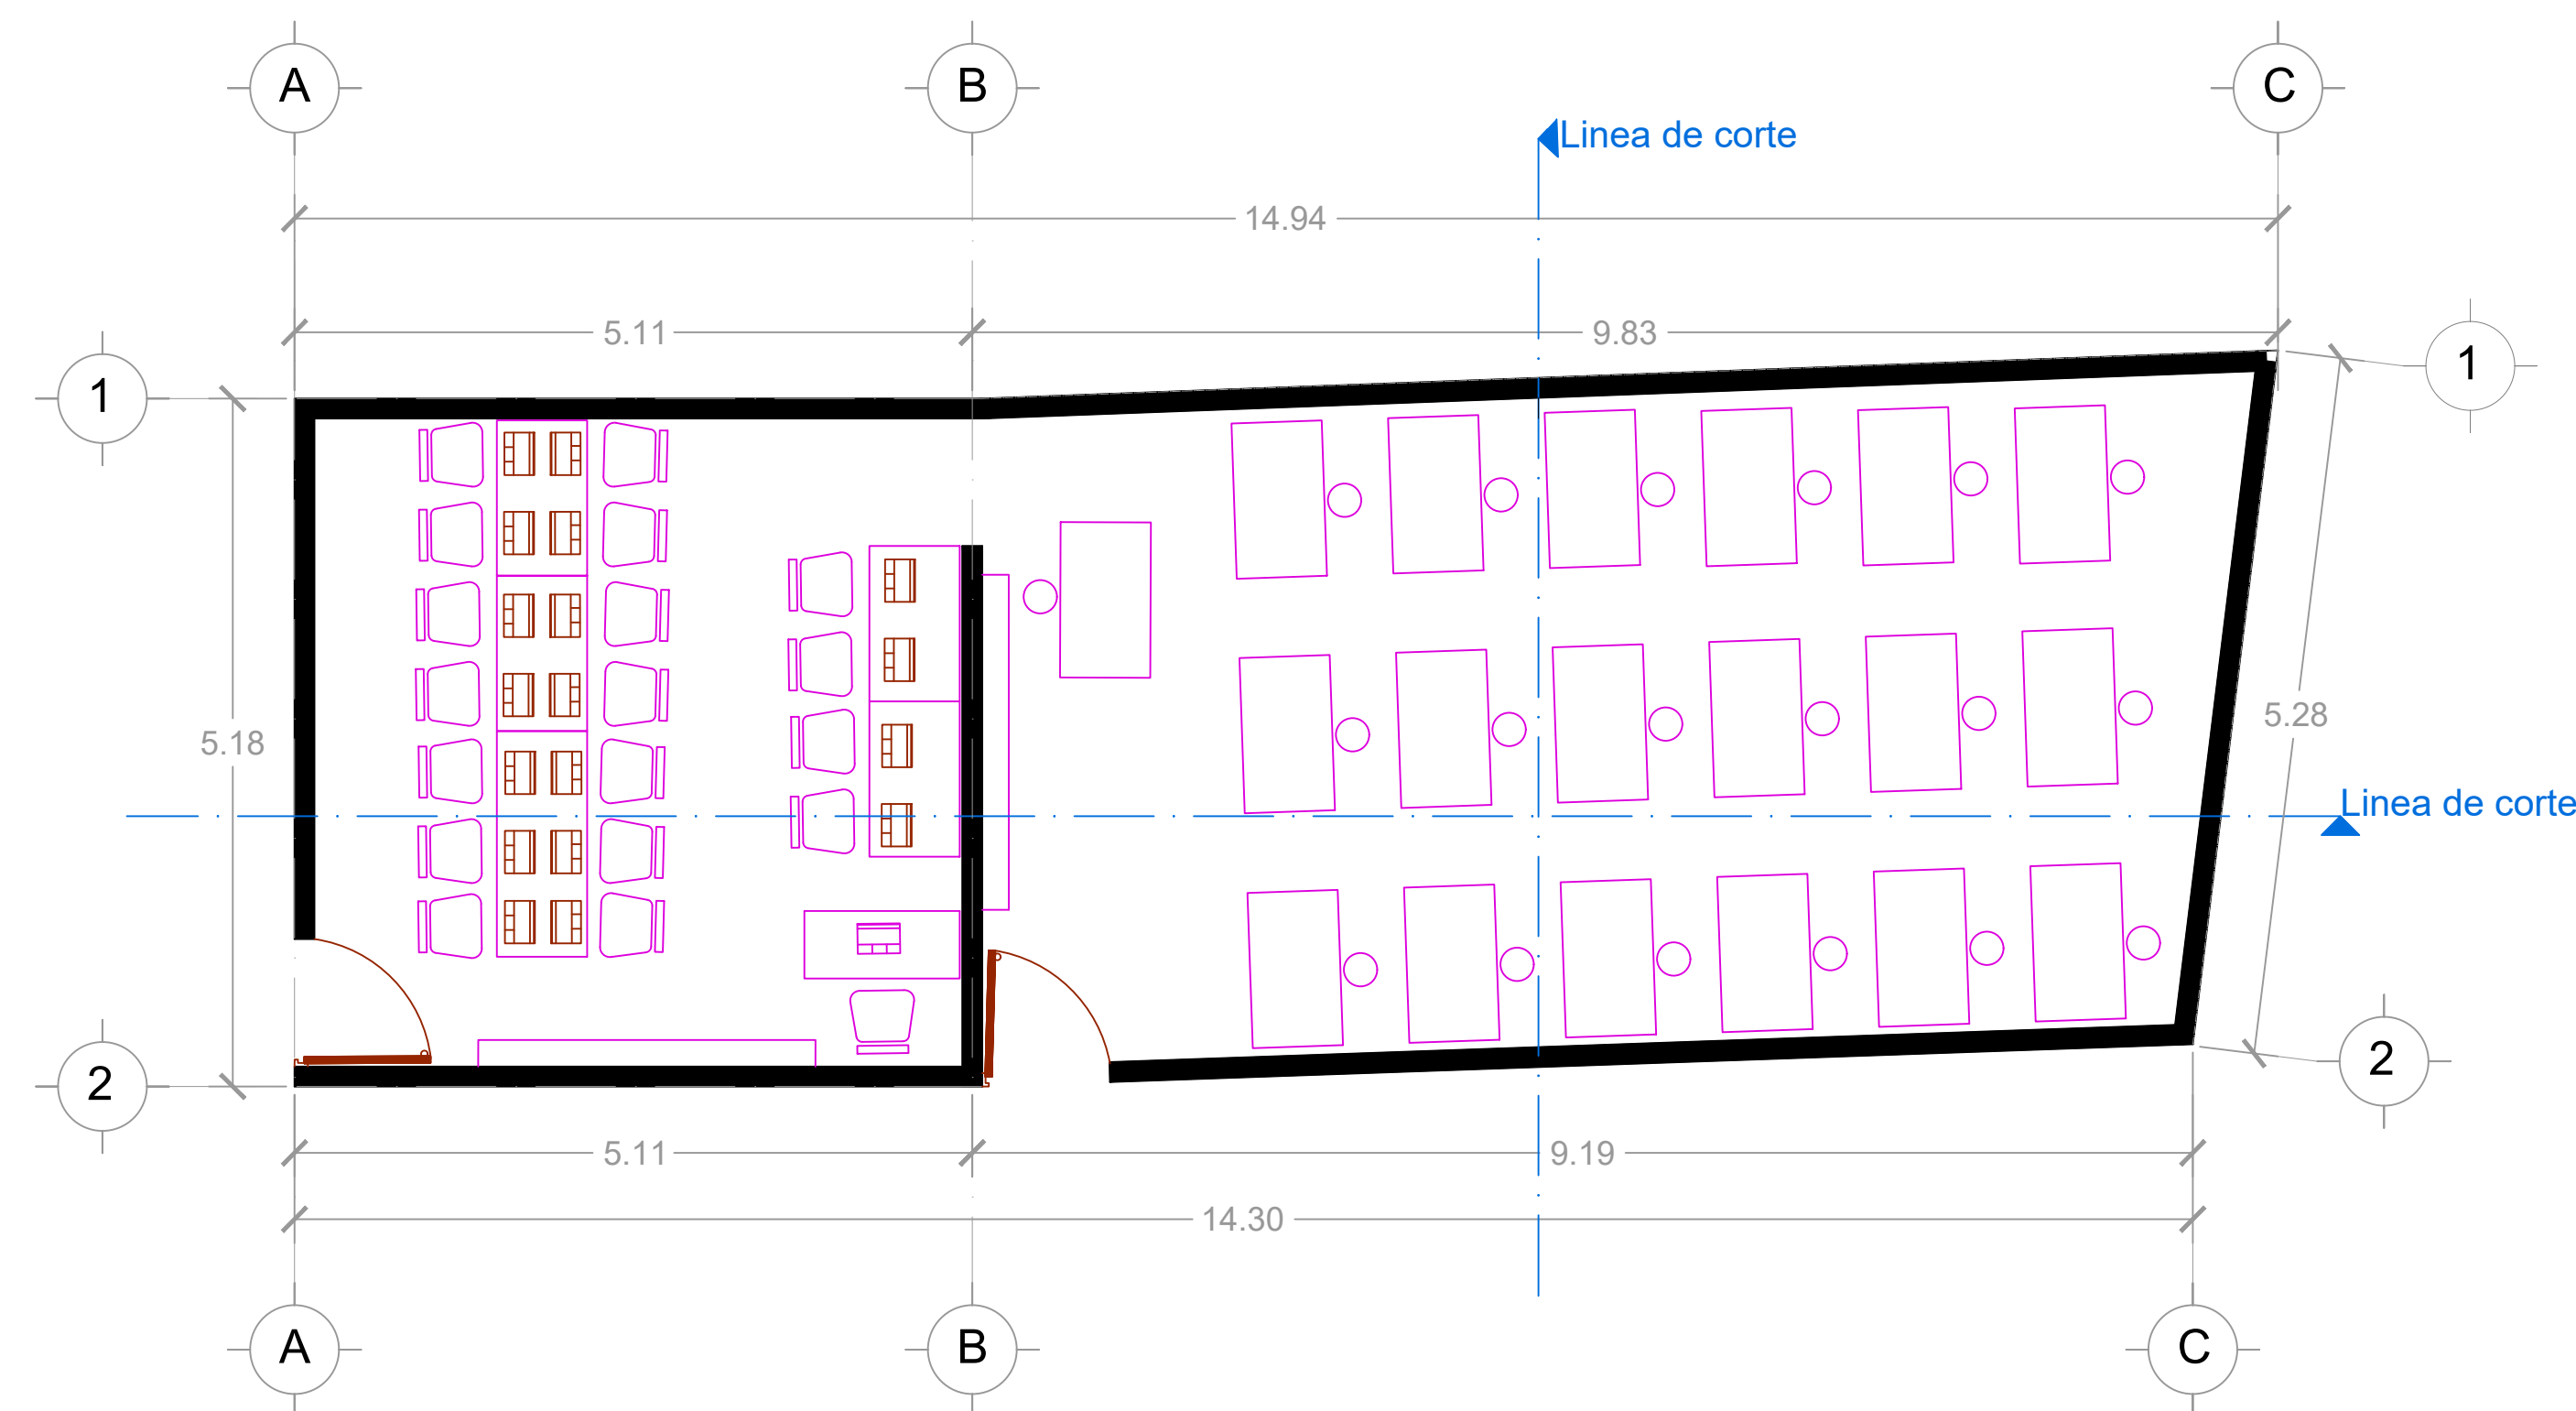 A
B
C
Linea de corte
14.94
5.11
9.83
1
1
5.18
5.28
Linea de corte
2
2
5.11
9.19
14.30
A
B
C